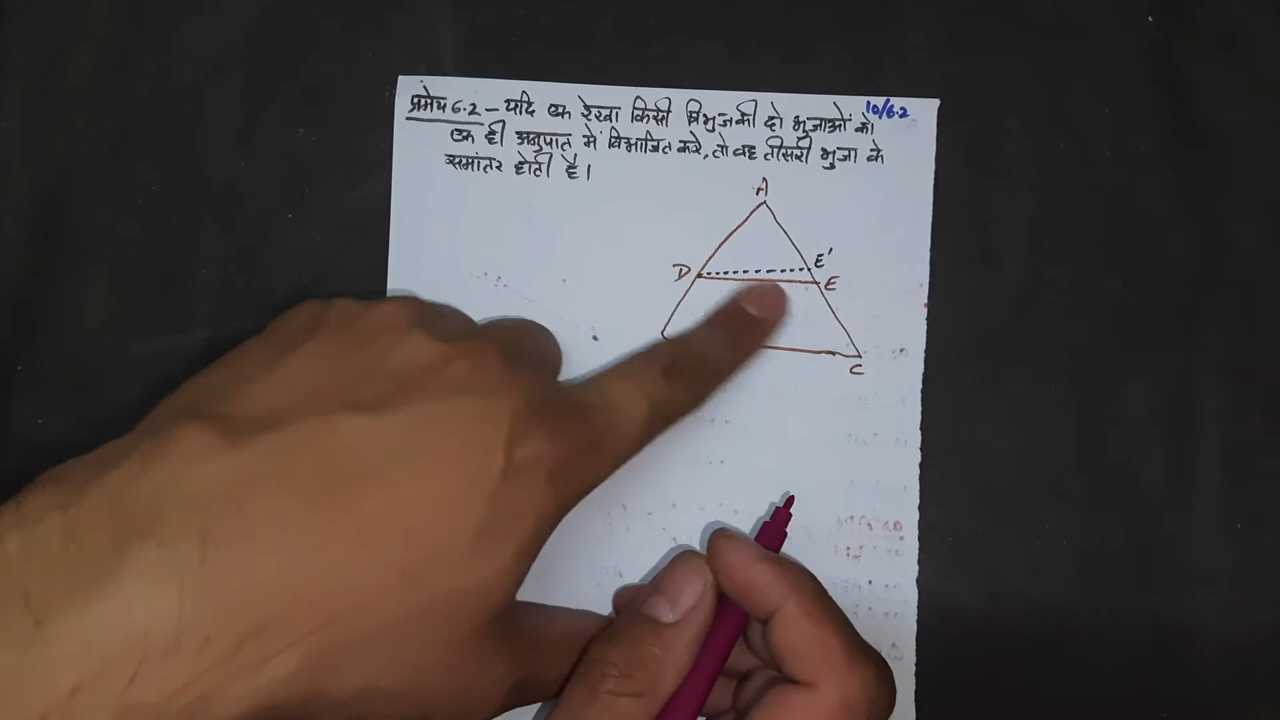 प्रमेय 6.2 – यदि एक रेखा किसी त्रिभुज की दो भुजाओं को
10/6.2
एक ही अनुपात में विभाजित करे, तो वह तीसरी भुजा के
समांतर होती है।
A
D
E'
E
C